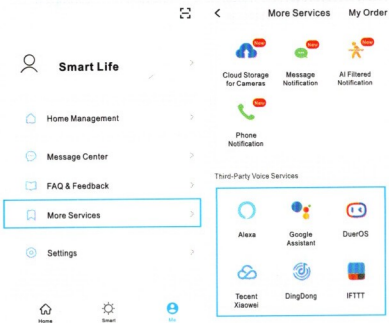 Smart Life
Home Management
Message Center
FAQ & Feedback
More Services
Settings
Home
Smart
Me
More Services
My Order
New
New
New
Cloud Storage
for Cameras
Message
Notification
AI Filtered
Notification
New
Phone
Notification
Third-Party Voice Services
Alexa
Google
Assistant
DuerOS
Tecent
Xiaowei
DingDong
IFTTT